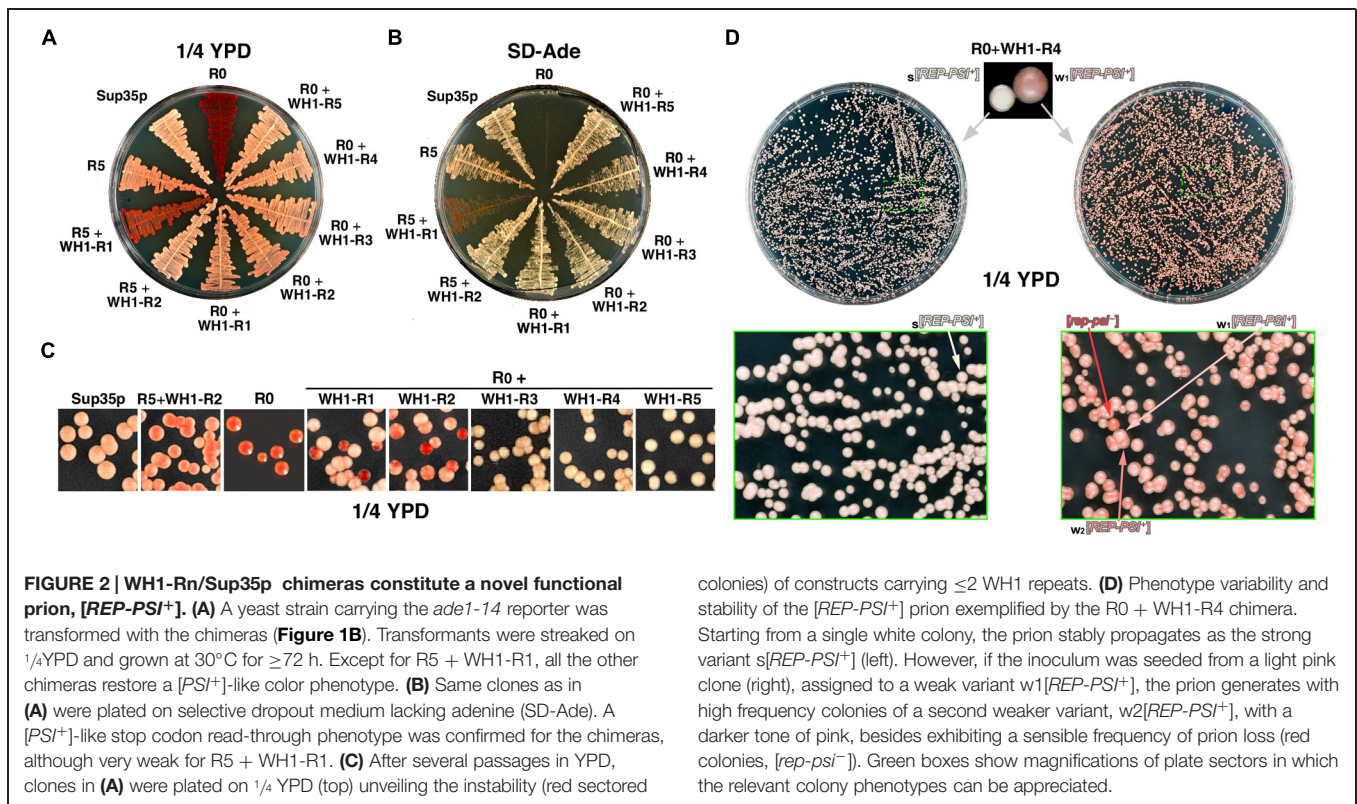 A
1/4 YPD
R0
Sup35p
R0 +
WH1-R5
R5
R0 +
WH1-R4
R5 +
WH1-R1
R0 +
WH1-R3
R5 +
WH1-R2
R0 +
WH1-R2
R0 +
WH1-R1
B
SD-Ade
R0
Sup35p
R0 +
WH1-R5
R5
R0 +
WH1-R4
R5 +
WH1-R1
R0 +
WH1-R3
R5 +
WH1-R2
R0 +
WH1-R2
R0 +
WH1-R1
C
R0 +
Sup35p R5+WH1-R2 R0 WH1-R1 WH1-R2 WH1-R3 WH1-R4 WH1-R5
1/4 YPD
D
R0+WH1-R4
s[REP-PSI+] w1[REP-PSI+]
1/4 YPD
s[REP-PSI+]
[rep-psi−] w1[REP-PSI+]
w2[REP-PSI+]
FIGURE 2 | WH1-Rn/Sup35p chimeras constitute a novel functional
prion, [REP-PSI+]. (A) A yeast strain carrying the ade1-14 reporter was
transformed with the chimeras (Figure 1B). Transformants were streaked on
1/4YPD and grown at 30°C for ≥72 h. Except for R5 + WH1-R1, all the other
chimeras restore a [PSI+]-like color phenotype. (B) Same clones as in
(A) were plated on selective dropout medium lacking adenine (SD-Ade). A
[PSI+]-like stop codon read-through phenotype was confirmed for the chimeras,
although very weak for R5 + WH1-R1. (C) After several passages in YPD,
clones in (A) were plated on 1/4 YPD (top) unveiling the instability (red sectored
colonies) of constructs carrying ≤2 WH1 repeats. (D) Phenotype variability and
stability of the [REP-PSI+] prion exemplified by the R0 + WH1-R4 chimera.
Starting from a single white colony, the prion stably propagates as the strong
variant s[REP-PSI+] (left). However, if the inoculum was seeded from a light pink
clone (right), assigned to a weak variant w1[REP-PSI+], the prion generates with
high frequency colonies of a second weaker variant, w2[REP-PSI+], with a
darker tone of pink, besides exhibiting a sensible frequency of prion loss (red
colonies, [rep-psi−]). Green boxes show magnifications of plate sectors in which
the relevant colony phenotypes can be appreciated.